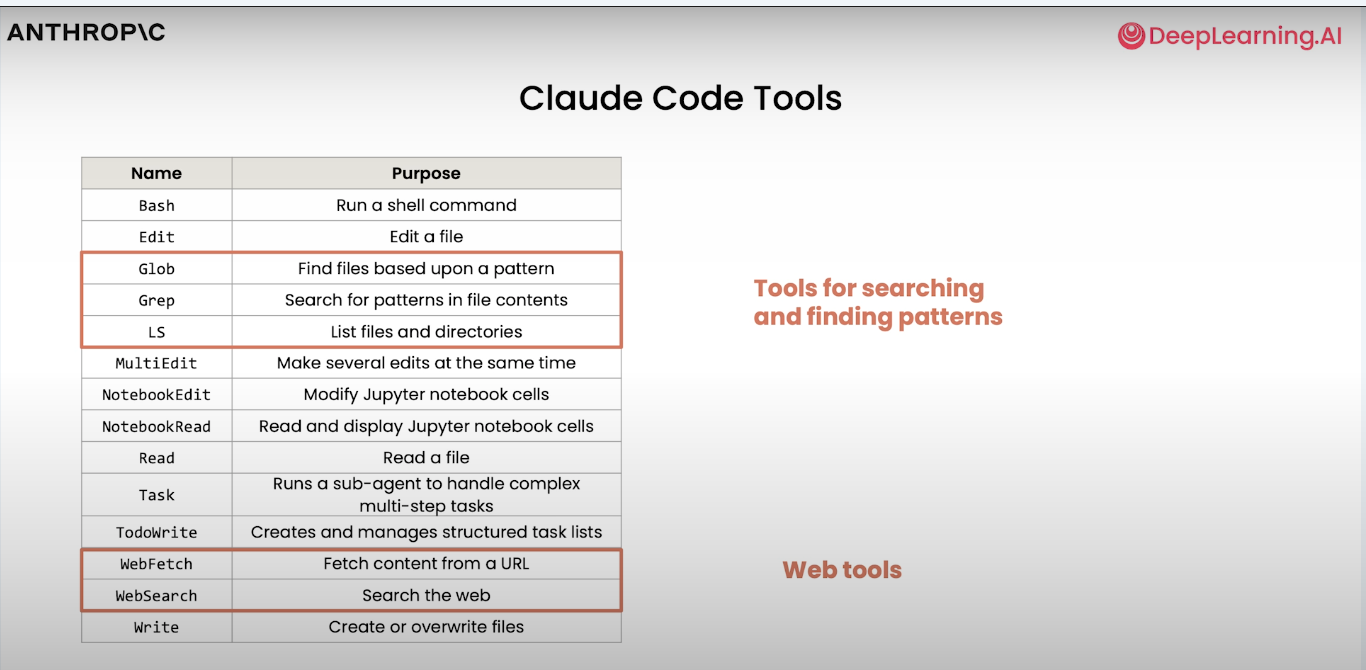 ANTHROP\C
DeepLearning.AI
Claude Code Tools
Name Purpose
Bash Run a shell command
Edit Edit a file
Glob Find files based upon a pattern
Grep Search for patterns in file contents
LS List files and directories
MultiEdit Make several edits at the same time
NotebookEdit Modify Jupyter notebook cells
NotebookRead Read and display Jupyter notebook cells
Read Read a file
Task Runs a sub-agent to handle complex
multi-step tasks
TodoWrite Creates and manages structured task lists
WebFetch Fetch content from a URL
WebSearch Search the web
Write Create or overwrite files
Tools for searching
and finding patterns
Web tools